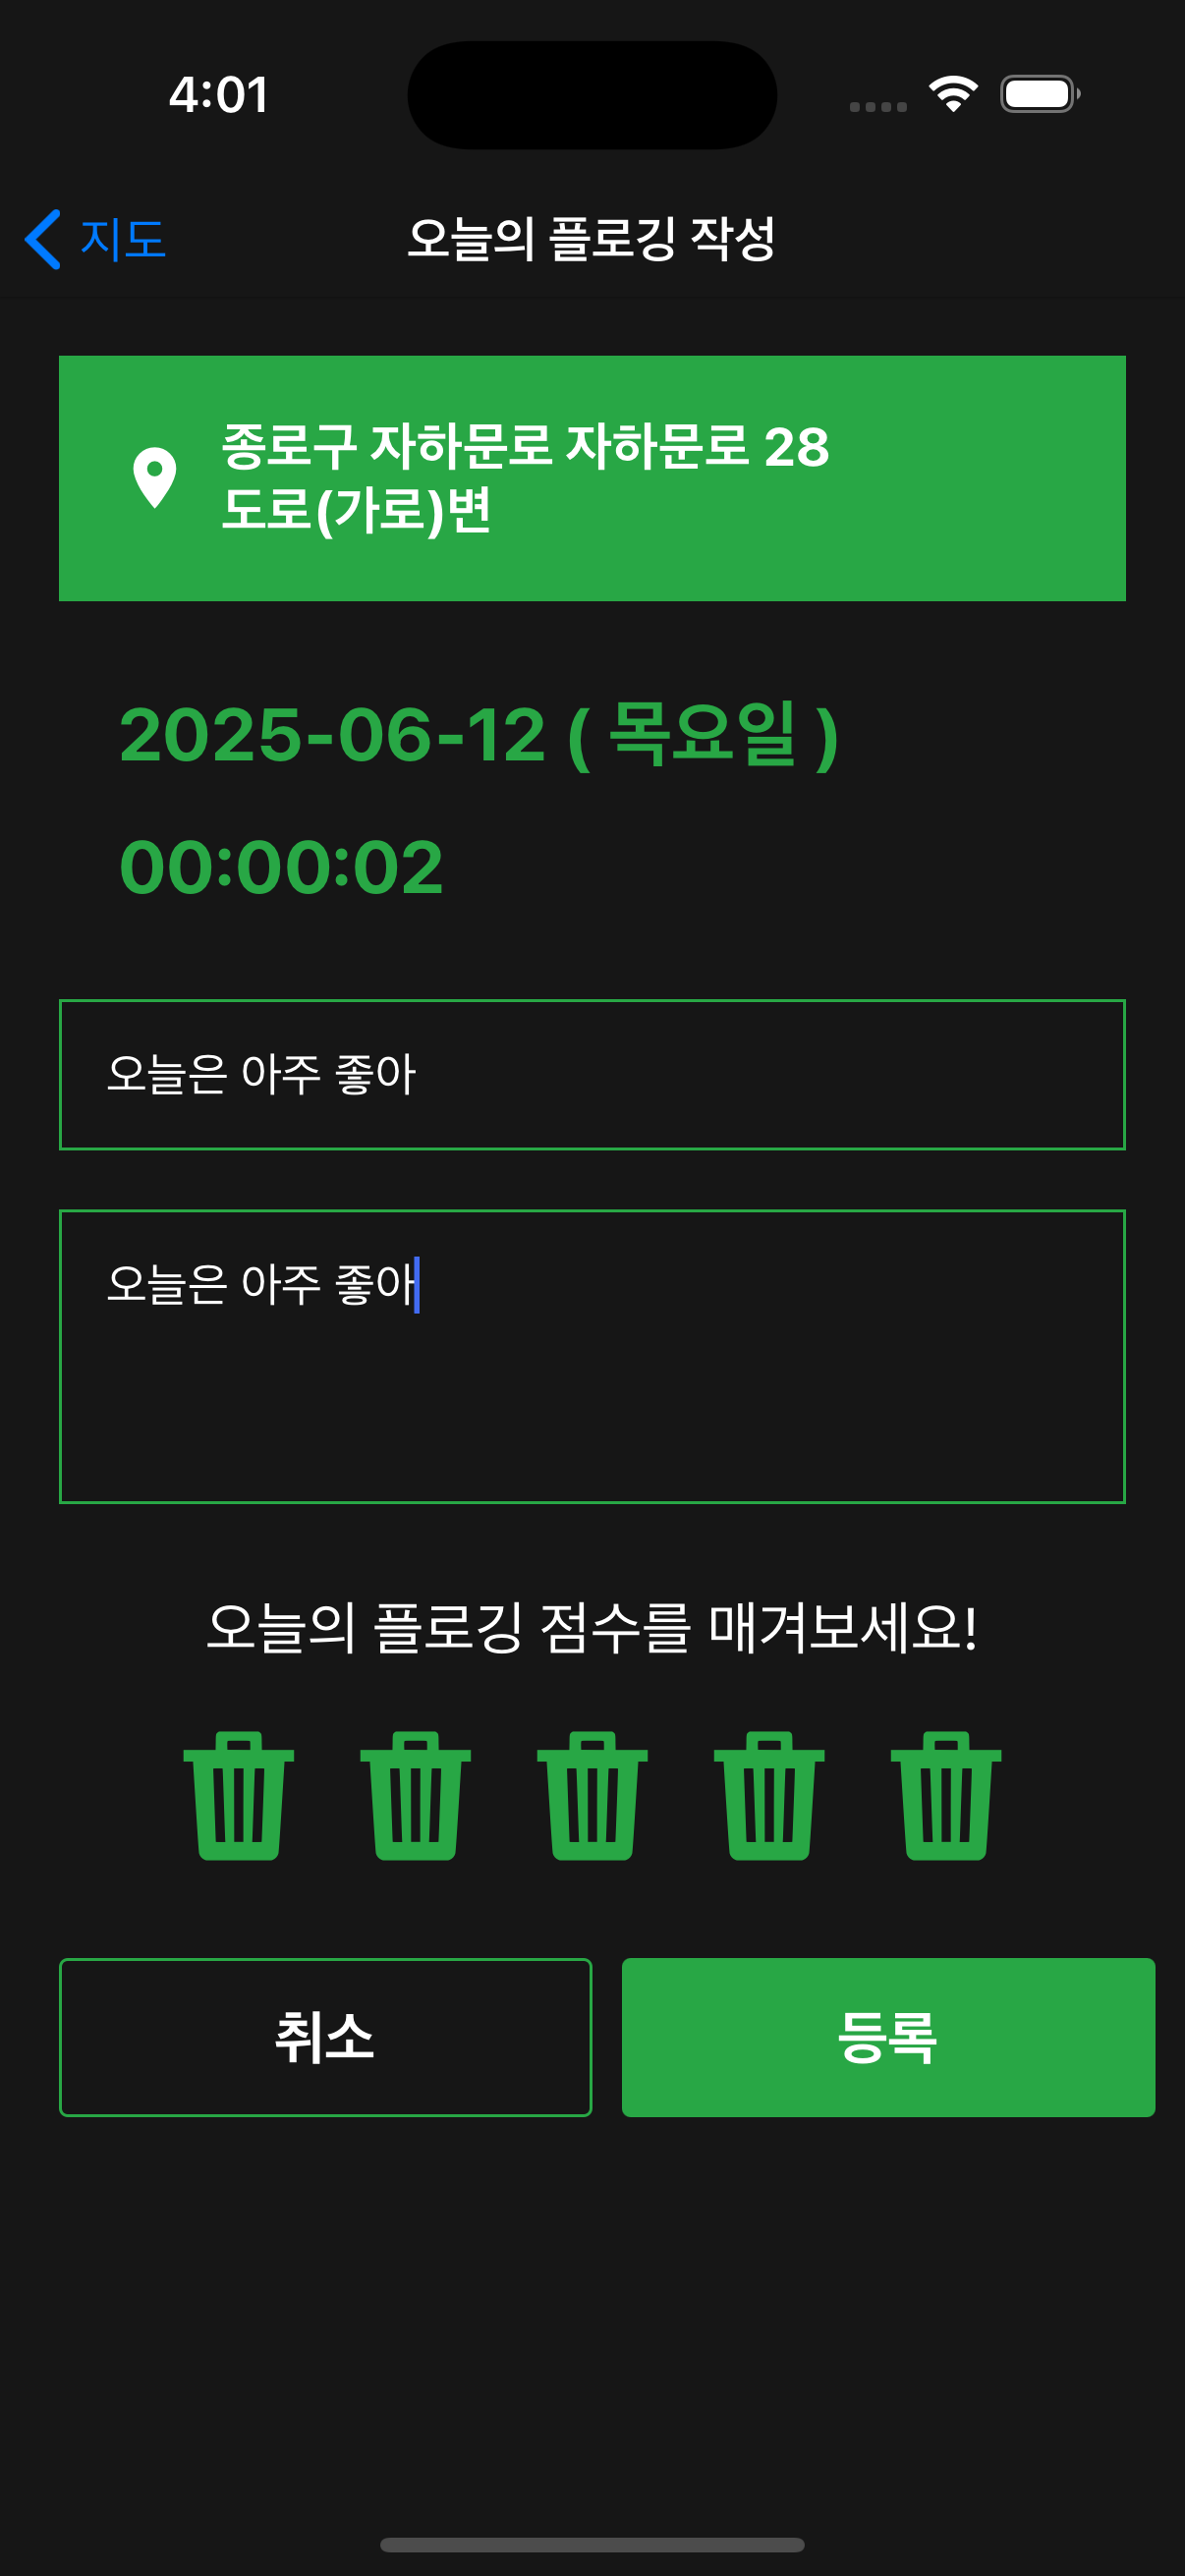 4:01
지도
오늘의 플로깅 작성
종로구 자하문로 자하문로 28
도로(가로)변
2025-06-12 ( 목요일 )
00:00:02
오늘은 아주 좋아
오늘은 아주 좋아
오늘의 플로깅 점수를 매겨보세요!
취소
등록